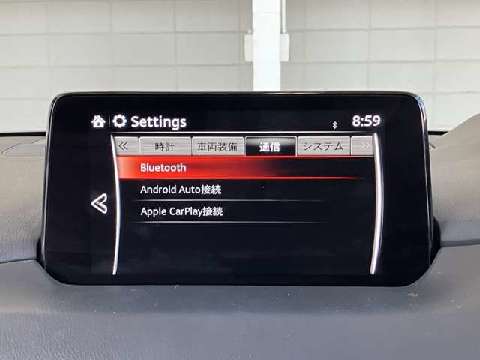 Settings 8:59
時計 車両装備 通信 システム
Bluetooth
Android Auto接続
Apple CarPlay接続